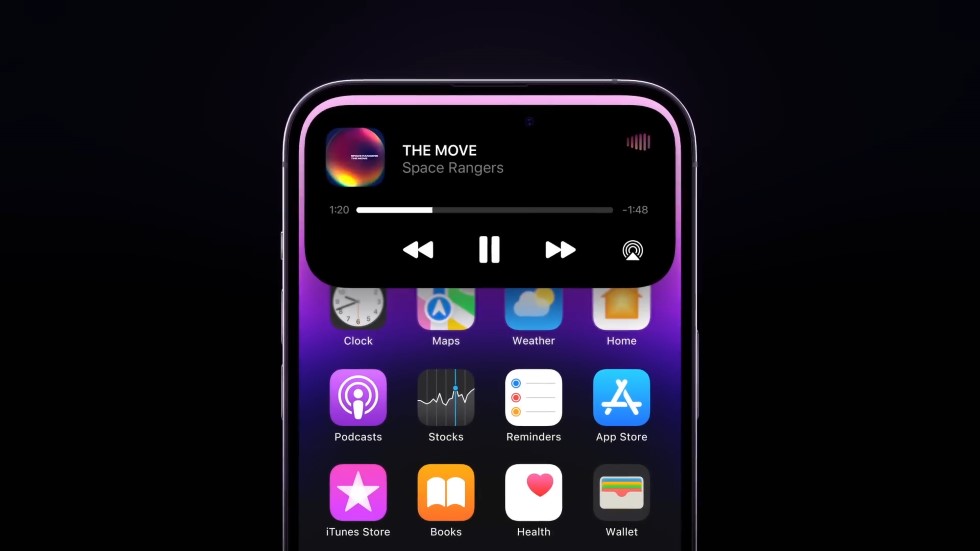 THE MOVE
Space Rangers
1:20
-1:48
Clock
Maps
Weather
Home
Podcasts
Stocks
Reminders
App Store
iTunes Store
Books
Health
Wallet